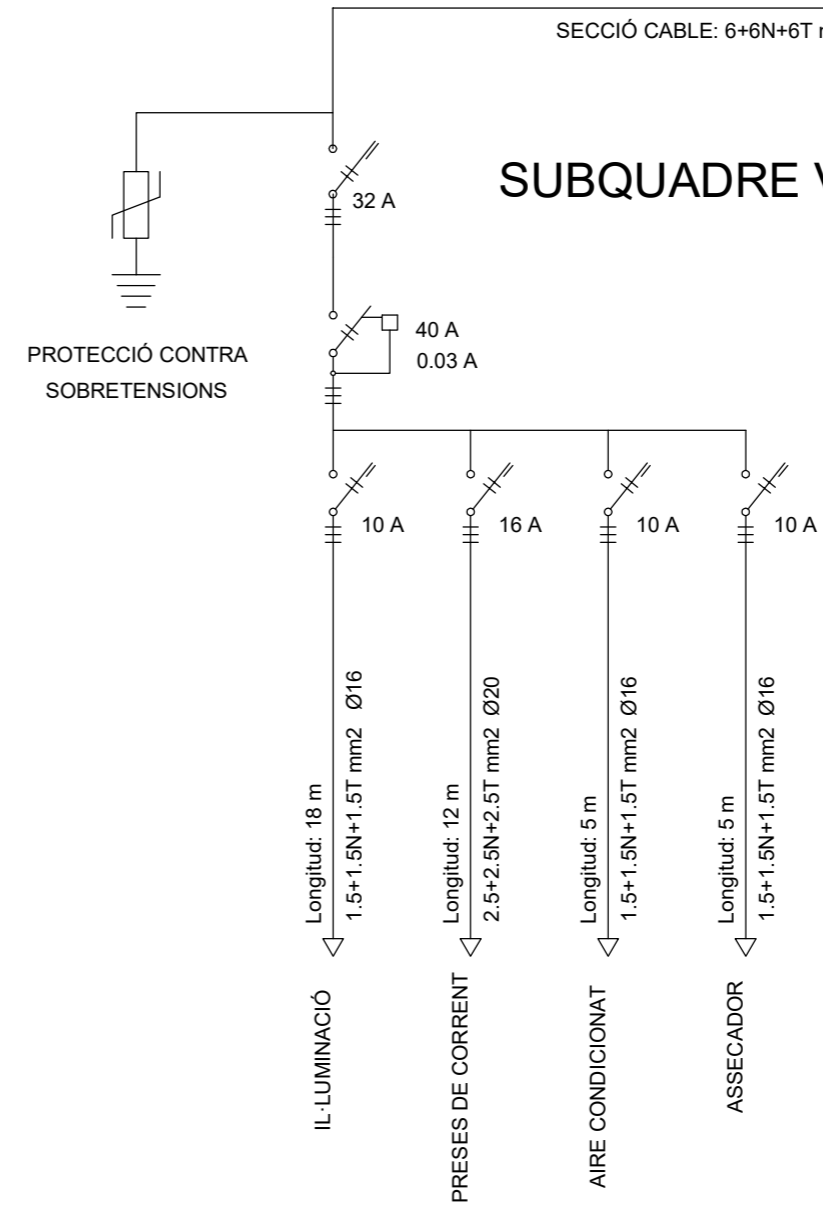 SECCIÓ CABLE: 6+6N+6T
SUBQUADRE
32 A
PROTECCIÓ CONTRA
SOBRETENSIONS
40 A
0.03 A
10 A
16 A
10 A
10 A
Longitud: 18 m
1.5+1.5N+1.5T mm2 Ø16
Longitud: 12 m
2.5+2.5N+2.5T mm2 Ø20
Longitud: 5 m
1.5+1.5N+1.5T mm2 Ø16
Longitud: 5 m
1.5+1.5N+1.5T mm2 Ø16
IL·LUMINACIÓ
PRESES DE CORRENT
AIRE CONDICIONAT
ASSECADOR